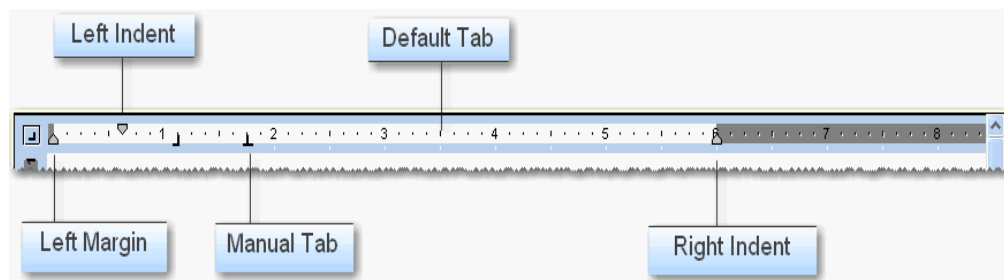 Left Indent
Default Tab
1 2 3 4 5 6 7 8
Left Margin
Manual Tab
Right Indent